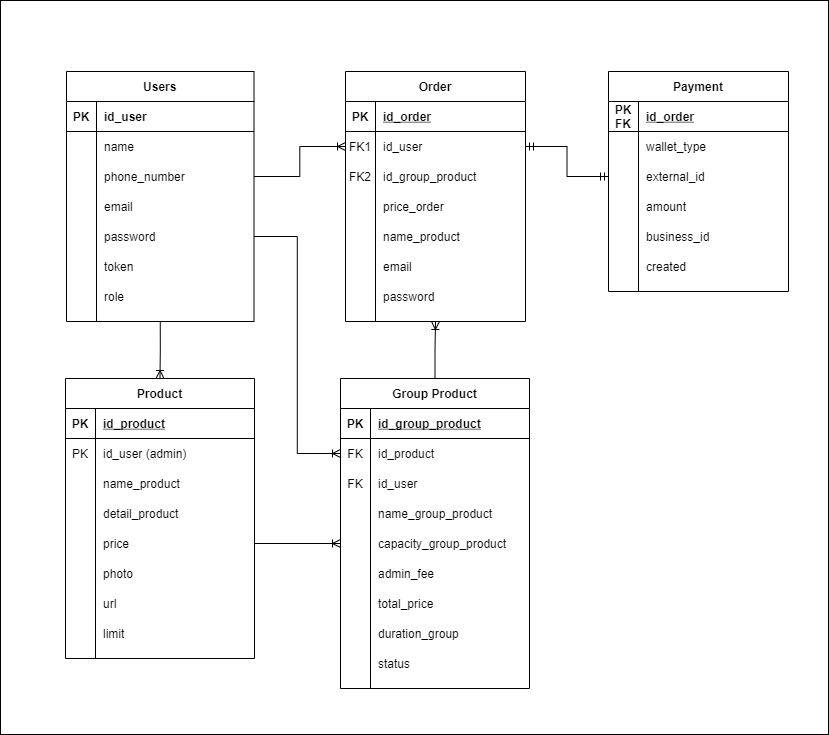 Users
PK id_user
name
phone_number
email
password
token
role
Order
PK id_order
FK1 id_user
FK2 id_group_product
price_order
name_product
email
password
Payment
PK
FK id_order
wallet_type
external_id
amount
business_id
created
Product
PK id_product
PK id_user (admin)
name_product
detail_product
price
photo
url
limit
Group Product
PK id_group_product
FK id_product
FK id_user
name_group_product
capacity_group_product
admin_fee
total_price
duration_group
status